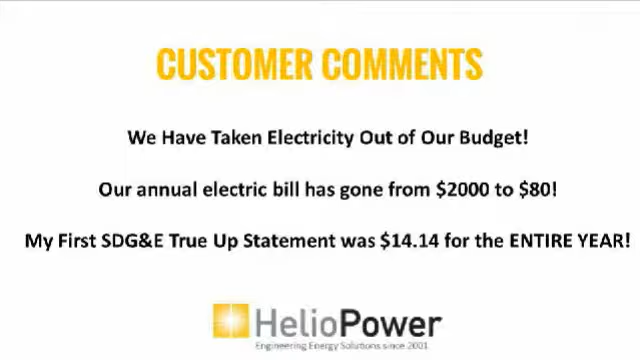 CUSTOMER COMMENTS
We Have Taken Electricity Out of Our Budget!
Our annual electric bill has gone from $2000 to $80!
My First SDG&E True Up Statement was $14.14 for the ENTIRE YEAR!
HelioPower
Engineering Energy Solutions since 2001